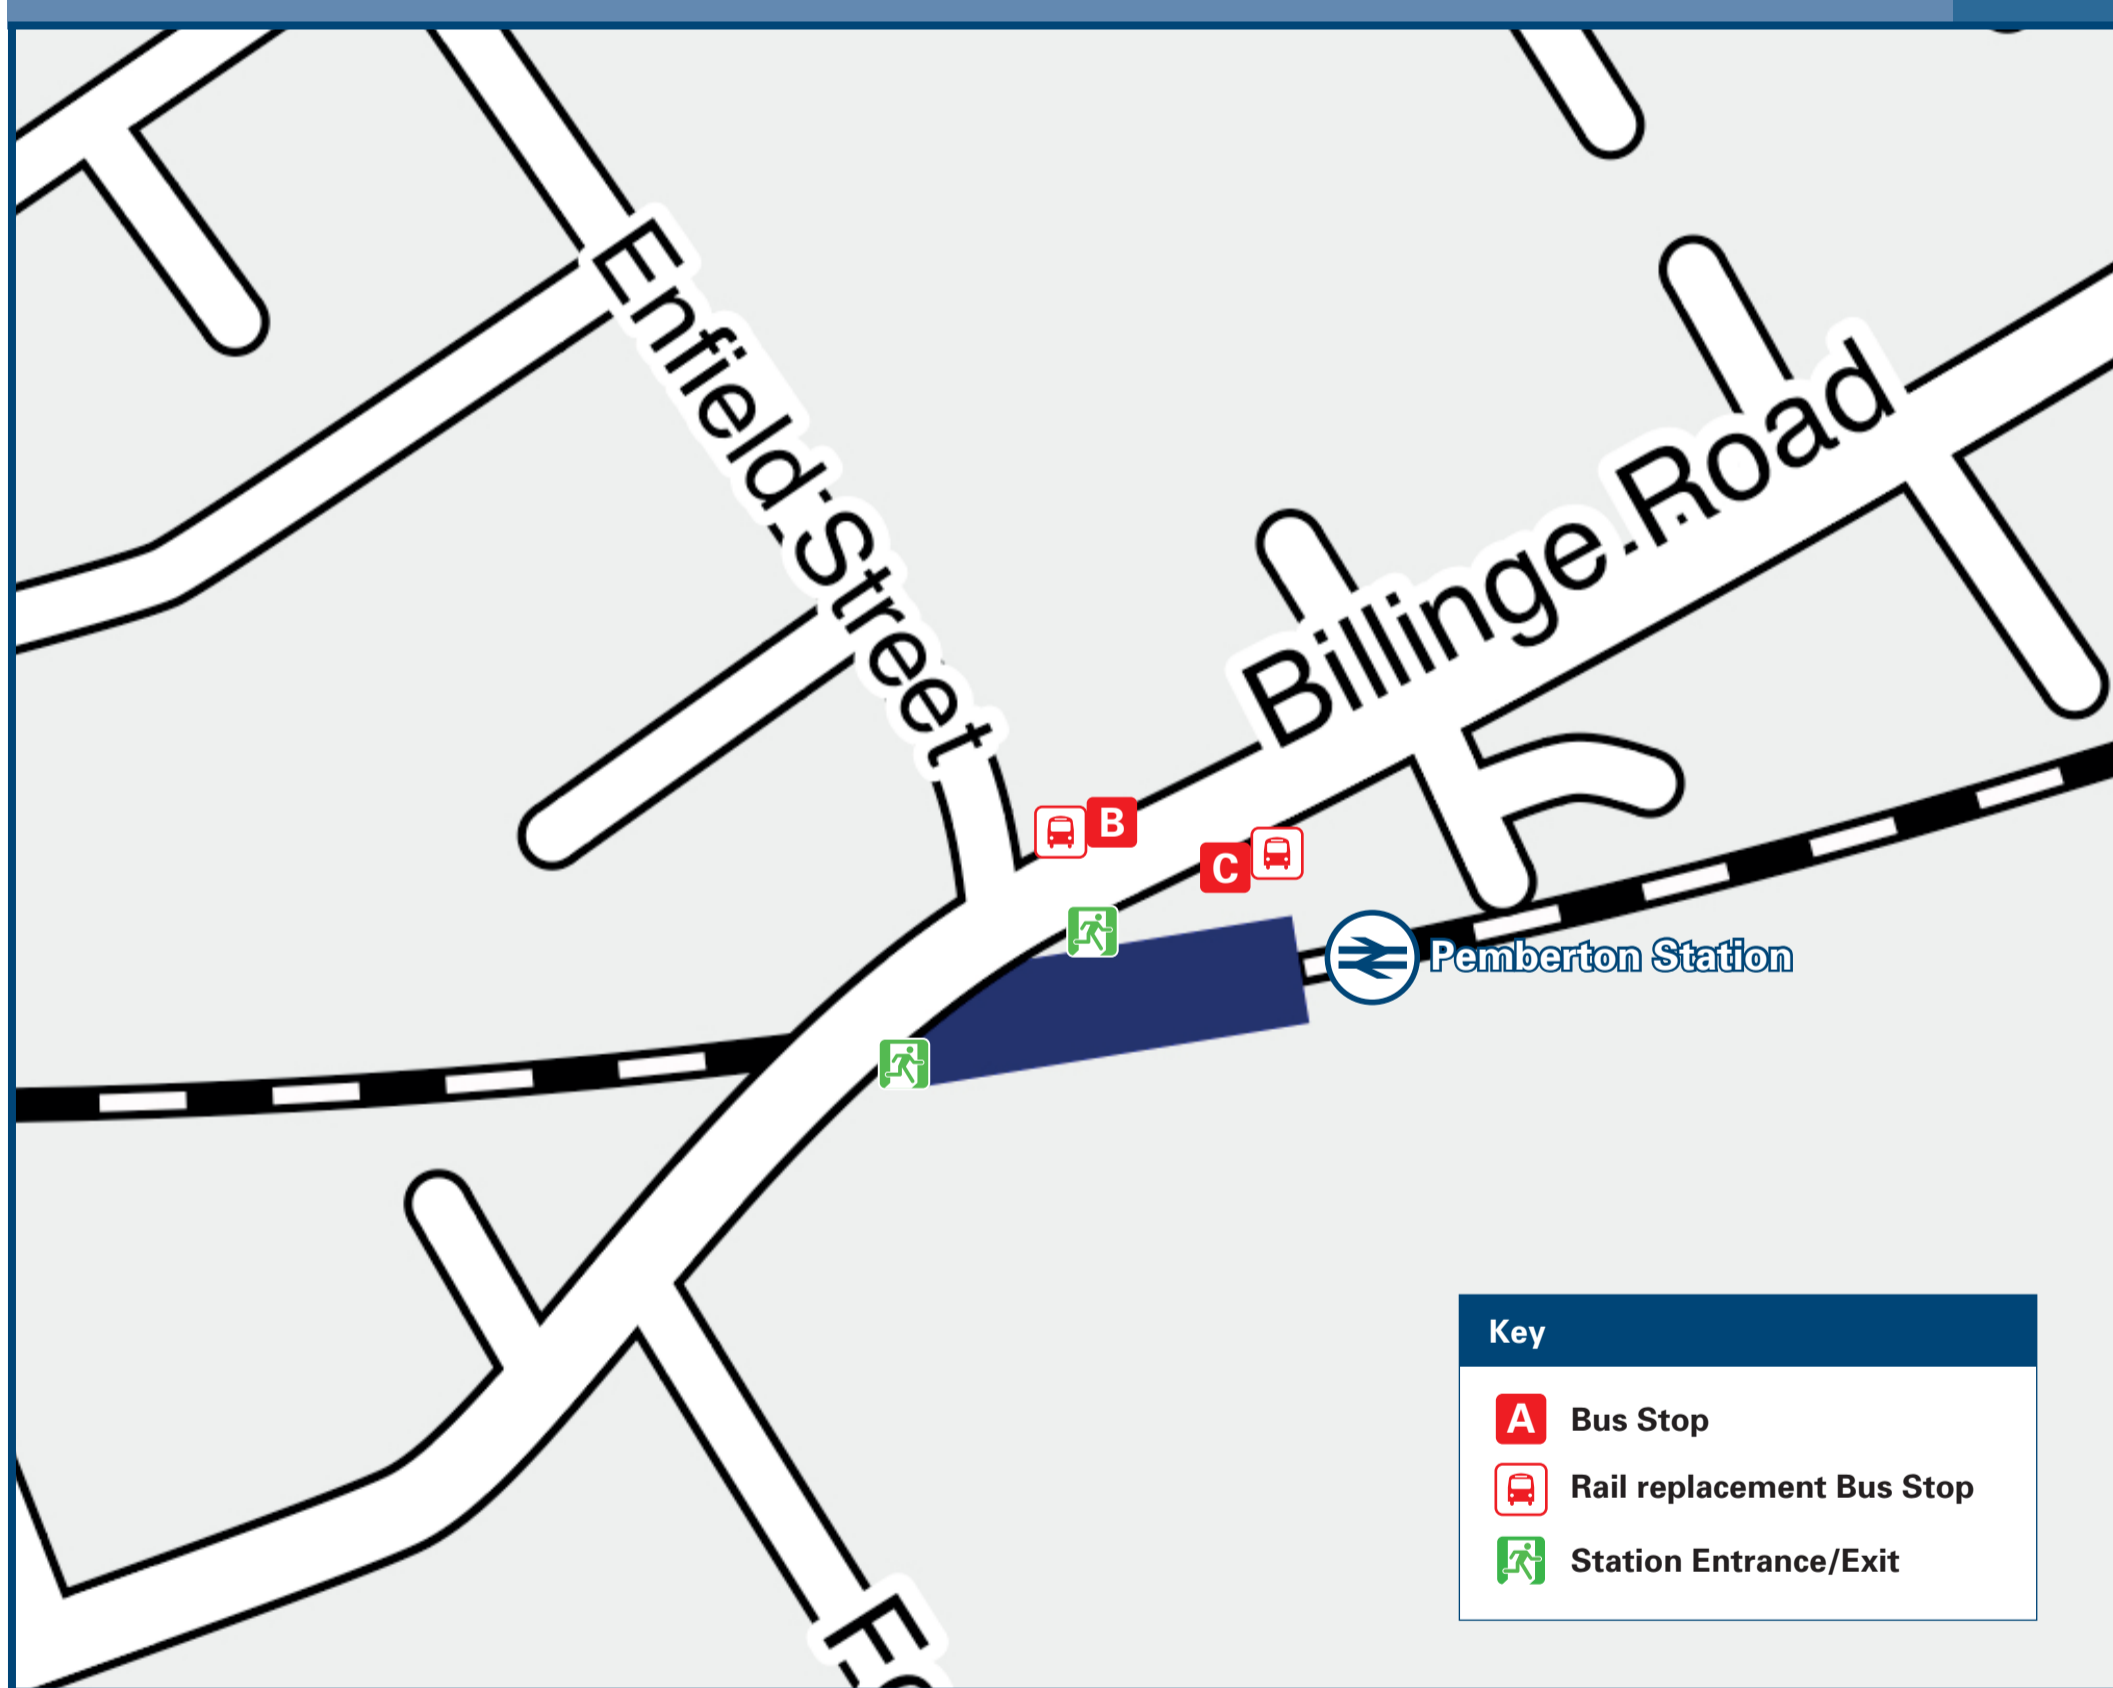 Enfield Street
Billinge Road
B
C
Pemberton Station
Key
A Bus Stop
Rail replacement Bus Stop
Station Entrance/Exit